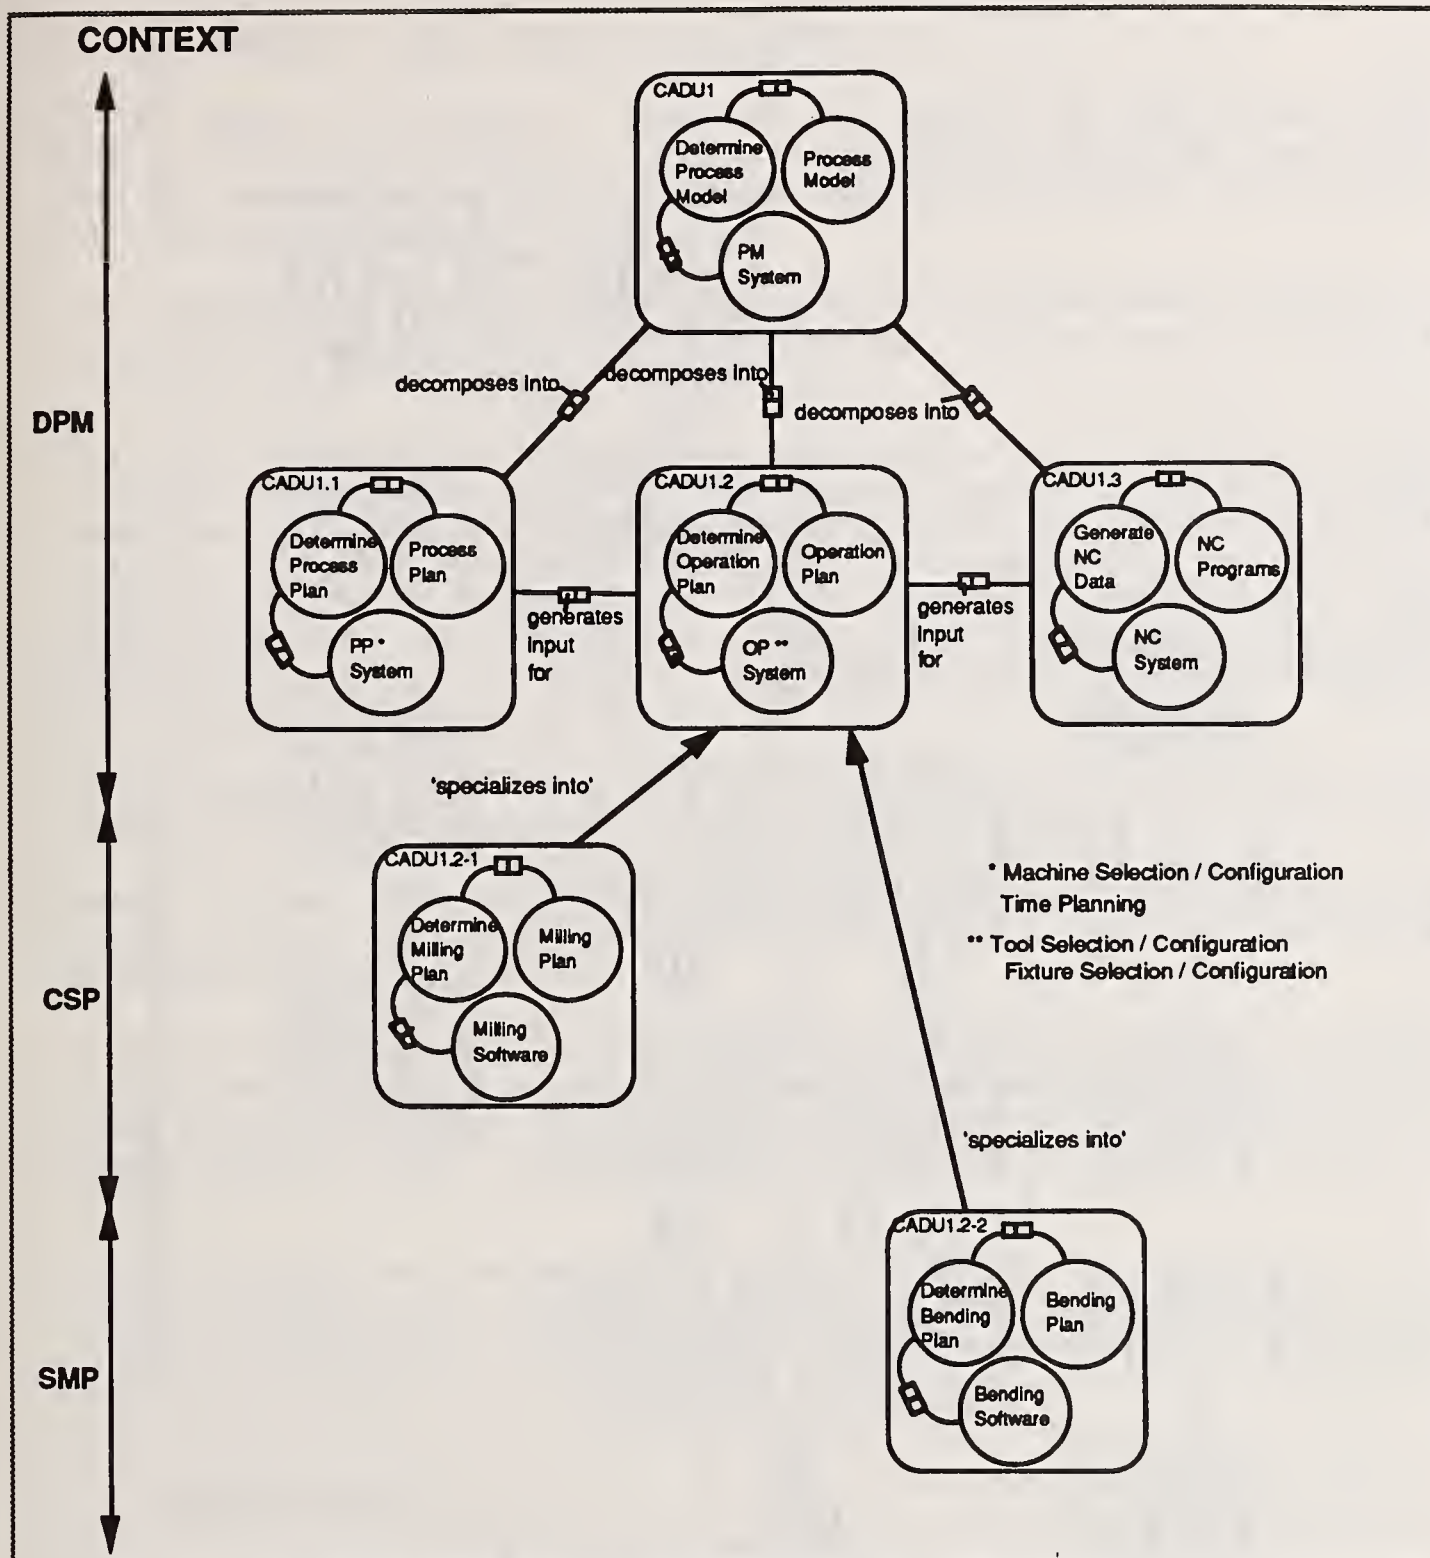 CONTEXT
CADU1
Determine
Process
Model
Process
Model
PM
System
decomposes into
decomposes into
decomposes into
DPM
CADU1.1
Determine
Process
Plan
Process
Plan
PP *
System
generates
input
for
CADU1.2
Determine
Operation
Plan
Operation
Plan
OP **
System
generates
input
for
CADU1.3
Generate
NC
Data
NC
Programs
NC
System
'specializes into'
CADU1.2-1
Determine
Milling
Plan
Milling
Plan
Milling
Software
* Machine Selection / Configuration
Time Planning
** Tool Selection / Configuration
Fixture Selection / Configuration
CSP
'specializes into'
CADU1.2-2
Determine
Bending
Plan
Bending
Plan
Bending
Software
SMP